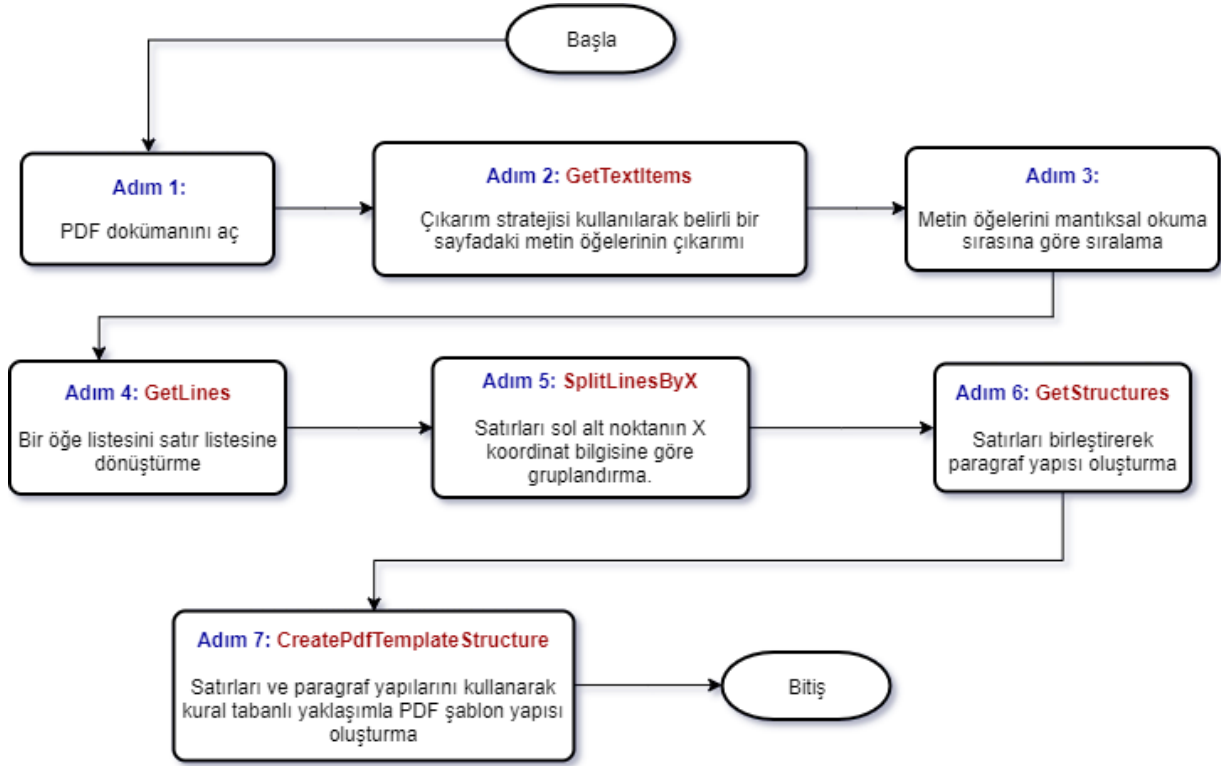 Başla
Adım 1:
PDF dokümanını aç
Adım 2: GetTextItems
Çıkarım stratejisi kullanılarak belirli bir
sayfadaki metin öğelerinin çıkarımı
Adım 3:
Metin öğelerini mantıksal okuma
sırasına göre sıralama
Adım 4: GetLines
Bir öğe listesini satır listesine
dönüştürme
Adım 5: SplitLinesByX
Satırları sol alt noktanın X
koordinat bilgisine göre
gruplandırma.
Adım 6: GetStructures
Satırları birleştirerek
paragraf yapısı oluşturma
Adım 7: CreatePdfTemplateStructure
Satırları ve paragraf yapılarını kullanarak
kural tabanlı yaklaşımla PDF şablon yapısı
oluşturma
Bitiş